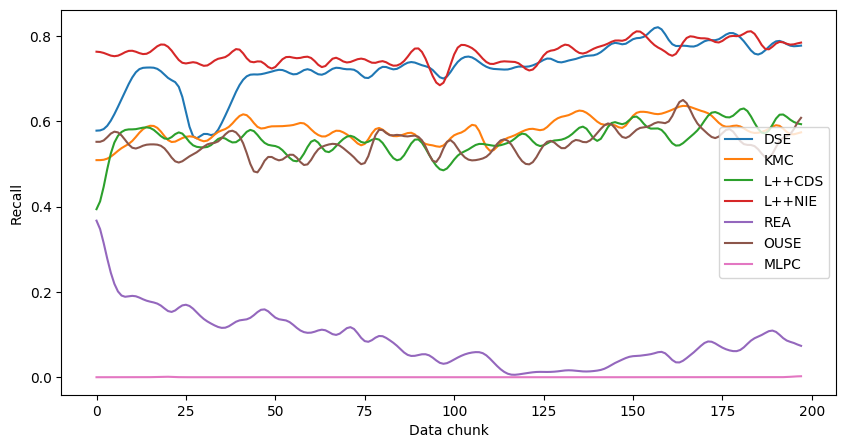 0.8
0.6
0.4
0.2
0.0
Recall
0
25
50
75
100
125
150
175
200
Data chunk
DSE
KMC
L++CDS
L++NIE
REA
OUSE
MLPC